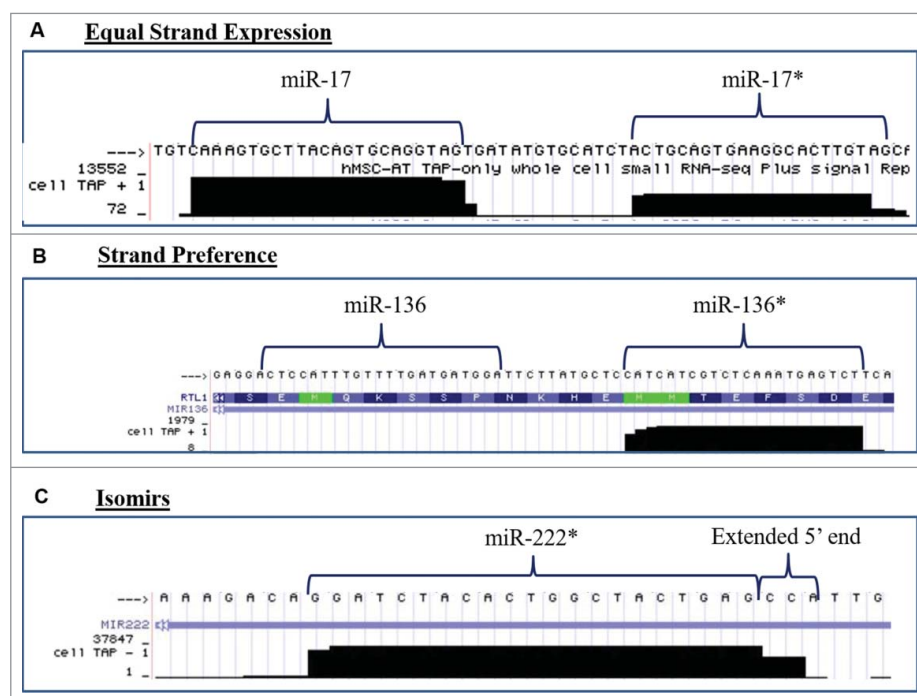 A Equal Strand Expression
miR-17 miR-17*
---> TGTCAAAGTGCTTACAGTGCAGGTAGTGATATGTGCATCTACTGCAGTGAAGGCACTTGTAGCA
13552 _ hMSC-AT TAP-only whole cell small RNA-seq Plus signal Rep
cell TAP + 1
72 _
B Strand Preference
miR-136 miR-136*
---> GAGGACTCCATTTGTTTTGATGATGGATTCTTATGCTCCATCATCGTCTCAAATGAGTCTTCA
RTL1 S E M Q K S S P N K H E M M T E F S D E
MIR136
1979 _
cell TAP + 1
8 _
C Isomirs
miR-222* Extended 5’ end
---> A A A G A C A G G A T C T A C A C T G G C T A C T G A G C C A T T G
MIR222
37847 _
cell TAP - 1
1 _